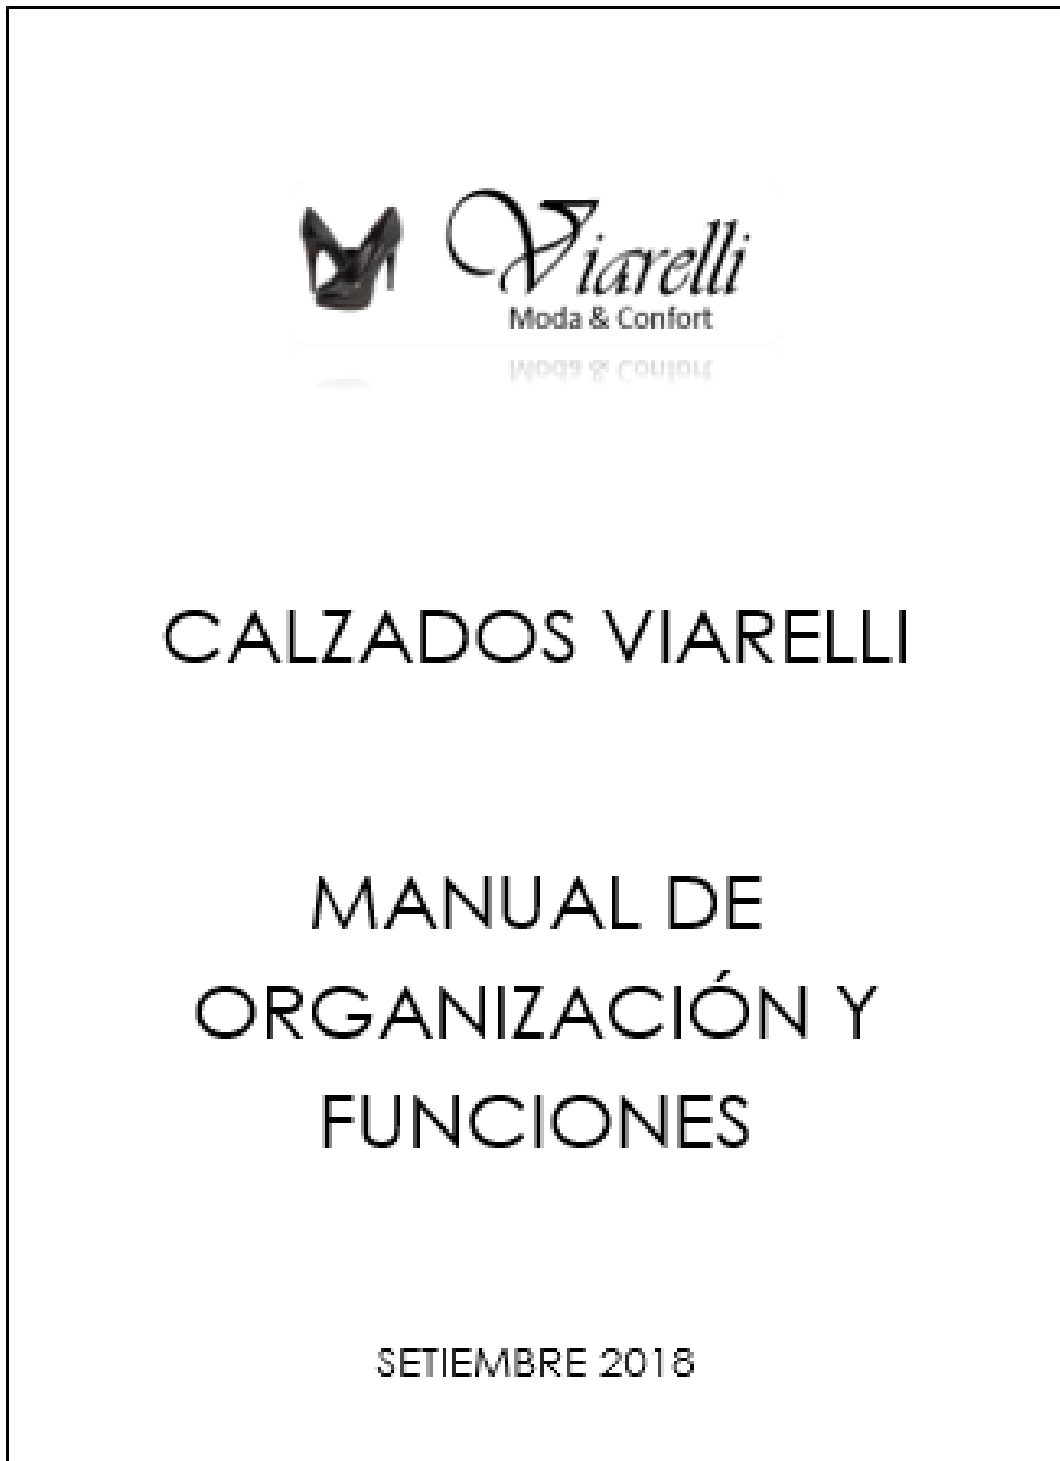 Viarelli
Moda & Confort
CALZADOS VIARELLI
MANUAL DE
ORGANIZACIÓN Y
FUNCIONES
SETIEMBRE 2018